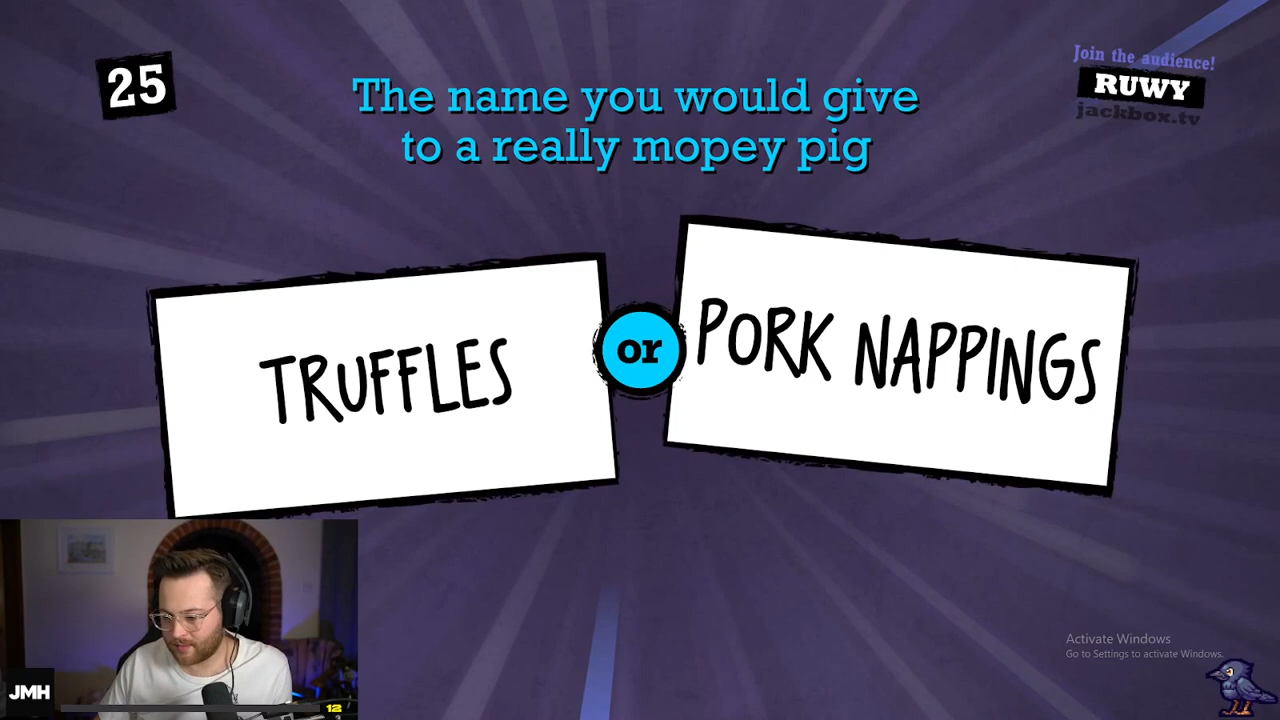 25
The name you would give
to a really mopey pig
Join the audience!
RUWY
jackbox.tv
TRUFFLES
or
PORK NAPPINGS
Activate Windows
Go to Settings to activate Windows.
JMH
12